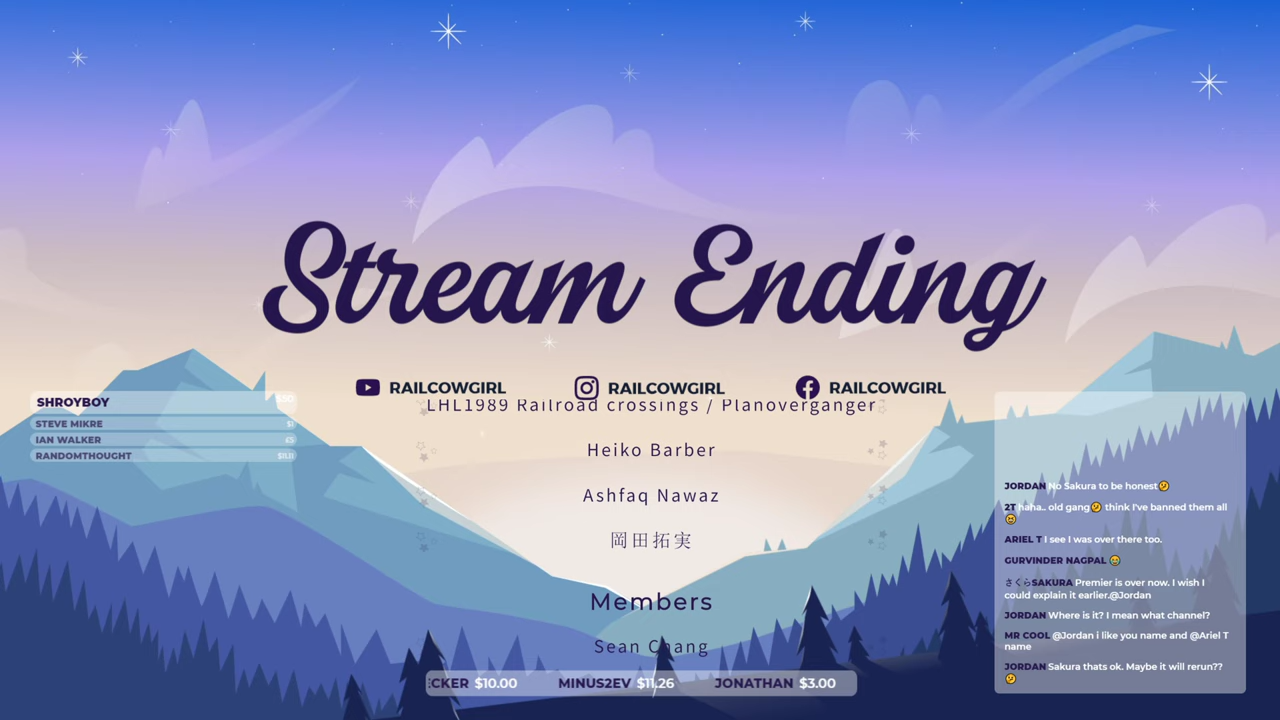 Stream Ending
RAILCOWGIRL RAILCOWGIRL RAILCOWGIRL
LHL1989 Railroad crossings / Planoverganger
Heiko Barber
Ashfaq Nawaz
岡田拓実
Members
Sean Chang
SHROYBOY
STEVE MIKRE $1
IAN WALKER £5
RANDOMTHOUGHT
CKER $10.00 MINUS2EV $11.26 JONATHAN $3.00
JORDAN No Sakura to be honest
2T haha.. old gang think I've banned them all
ARIEL T I see I was over there too.
GURVINDER NAGPAL
さくらSAKURA Premier is over now. I wish I
could explain it earlier.@Jordan
JORDAN Where is it? I mean what channel?
MR COOL @Jordan i like you name and @Ariel T
name
JORDAN Sakura thats ok. Maybe it will rerun??